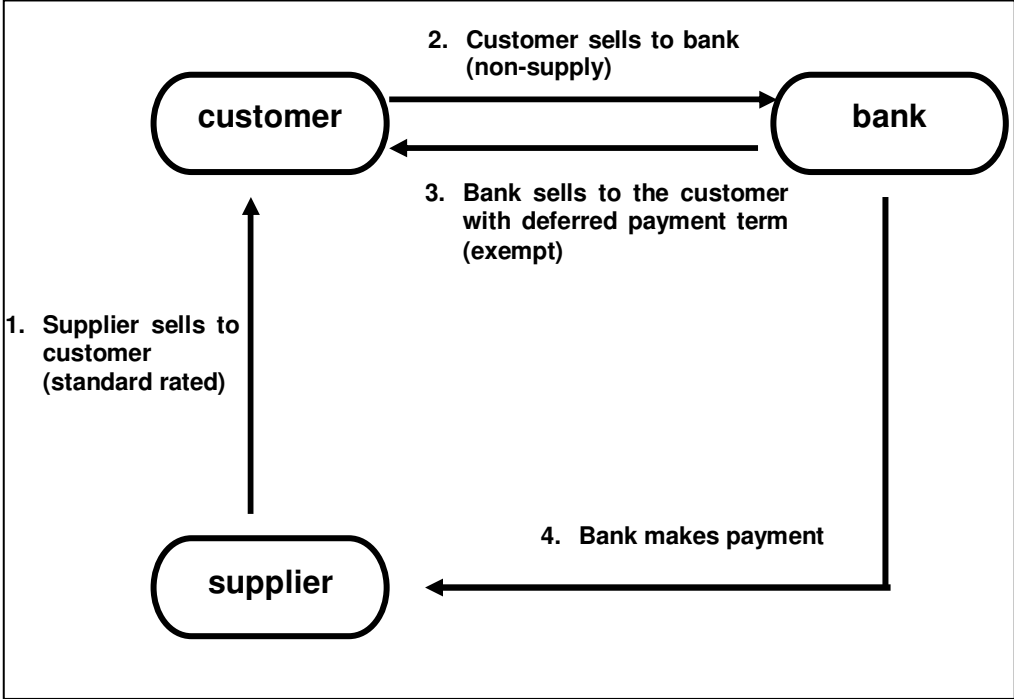 2. Customer sells to bank
(non-supply)
customer
bank
3. Bank sells to the customer
with deferred payment term
(exempt)
1. Supplier sells to
customer
(standard rated)
4. Bank makes payment
supplier